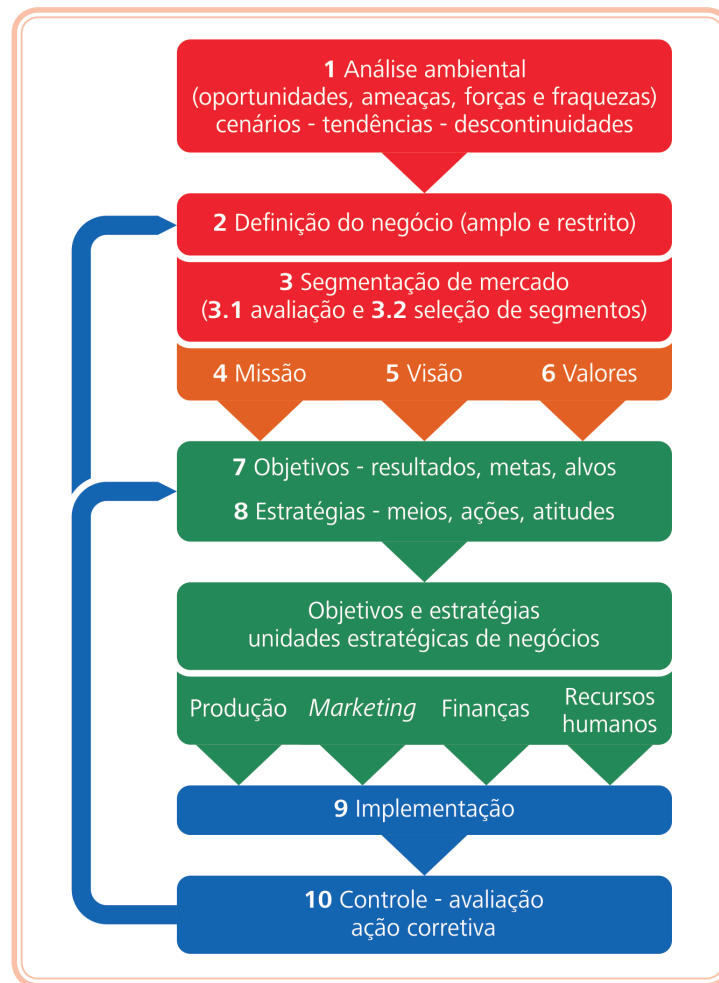 1 Análise ambiental
(oportunidades, ameaças, forças e fraquezas)
cenários - tendências - descontinuidades
2 Definição do negócio (amplo e restrito)
3 Segmentação de mercado
(3.1 avaliação e 3.2 seleção de segmentos)
4 Missão 5 Visão 6 Valores
7 Objetivos - resultados, metas, alvos
8 Estratégias - meios, ações, atitudes
Objetivos e estratégias
unidades estratégicas de negócios
Produção Marketing Finanças Recursos
humanos
9 Implementação
10 Controle - avaliação
ação corretiva